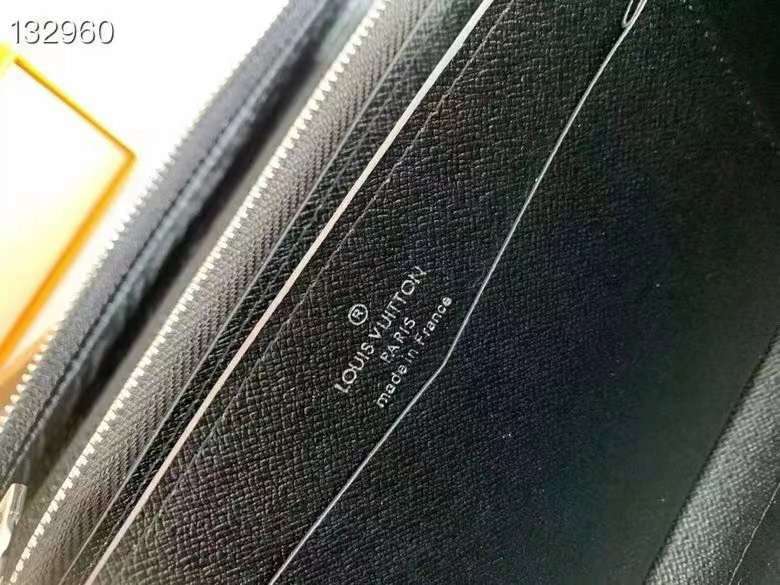 132960
®
LOUIS VUITTON
PARIS
made in France